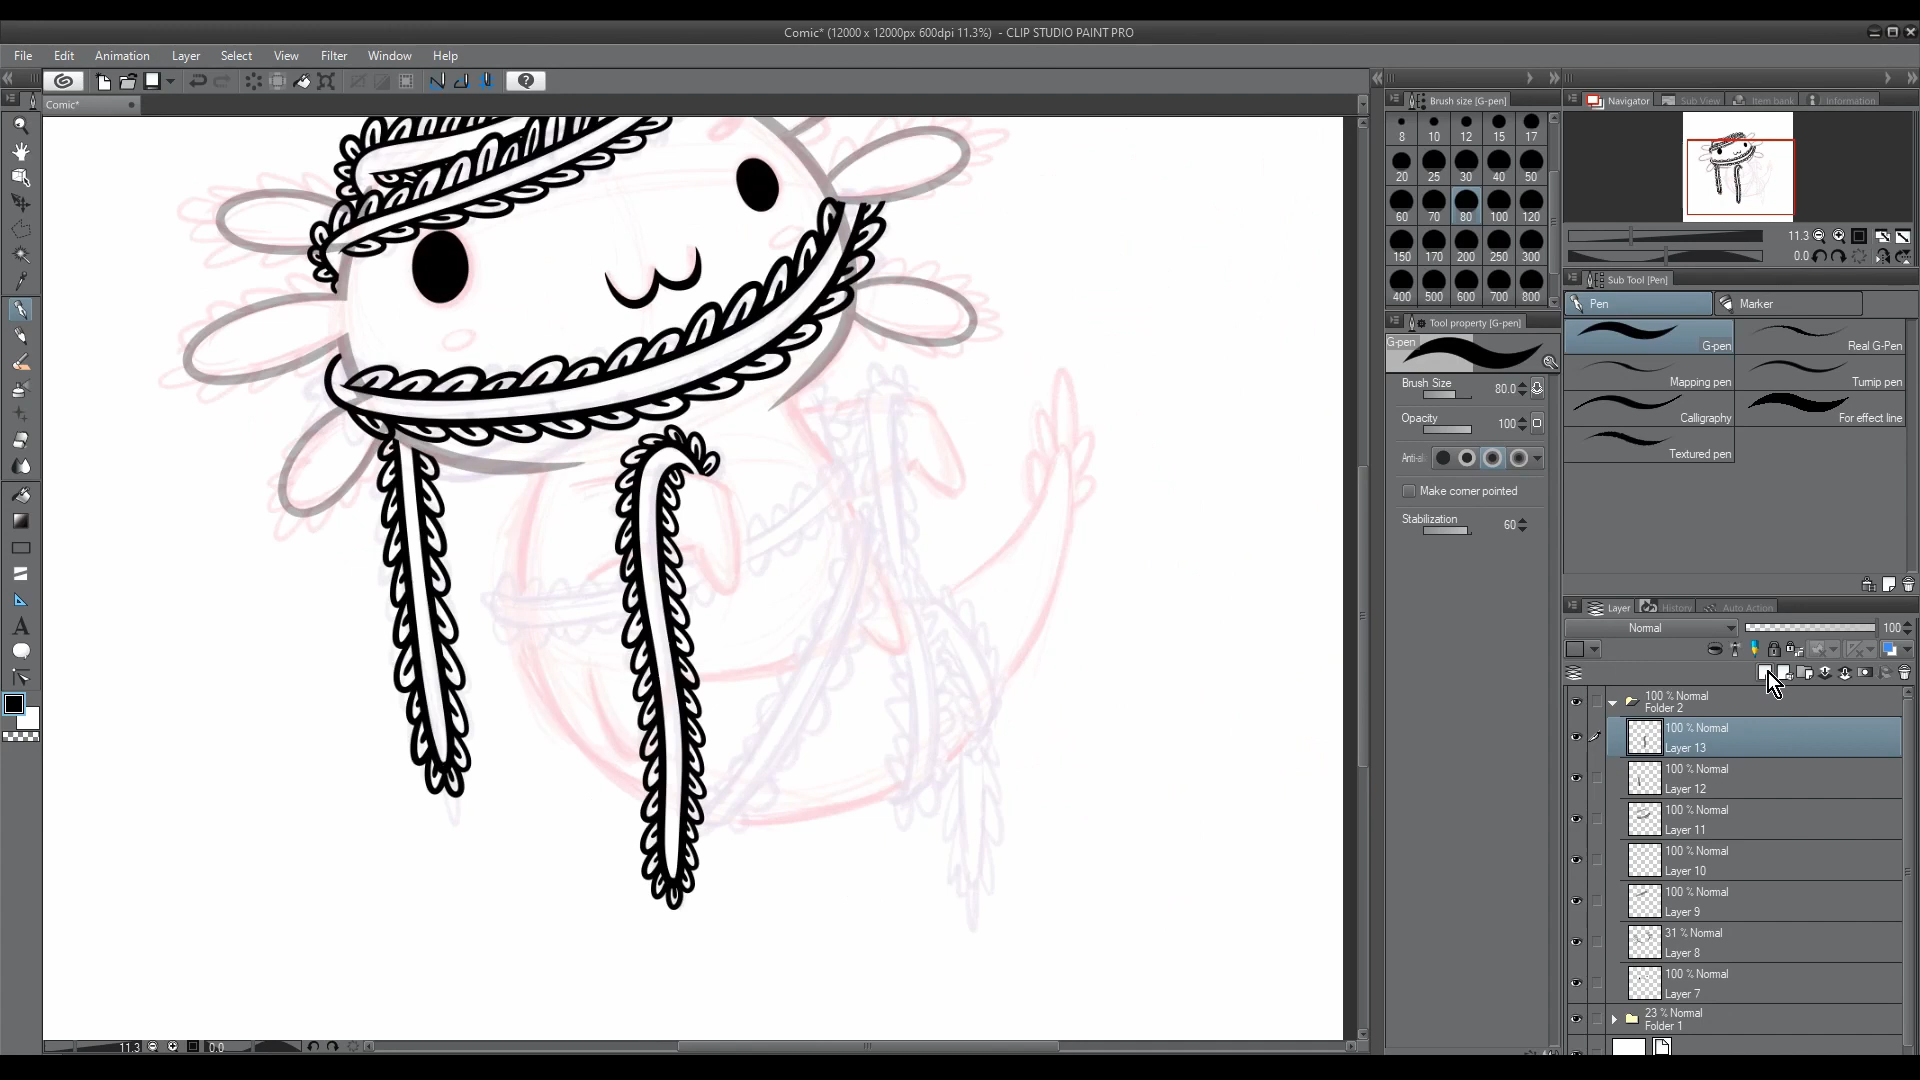 Comic* (12000 x 12000px 600dpi 11.3%) - CLIP STUDIO PAINT PRO
File Edit Animation Layer Select View Filter Window Help
Comic*
Brush size [G-pen]
8 10 12 15 17
20 25 30 40 50
60 70 80 100 120
150 170 200 250 300
400 500 600 700 800
Tool property [G-pen]
G-pen
Brush Size 80.0
Opacity 100
Anti-al
Make corner pointed
Stabilization 60
Navigator Sub View Item bank Information
11.3
0.0
Sub Tool [Pen]
Pen Marker
G-pen Real G-Pen
Mapping pen Turnip pen
Calligraphy For effect line
Textured pen
Layer History Auto Action
Normal 100
100 % Normal
Folder 2
100 % Normal
Layer 13
100 % Normal
Layer 12
100 % Normal
Layer 11
100 % Normal
Layer 10
100 % Normal
Layer 9
31 % Normal
Layer 8
100 % Normal
Layer 7
23 % Normal
Folder 1
11.3 0.0